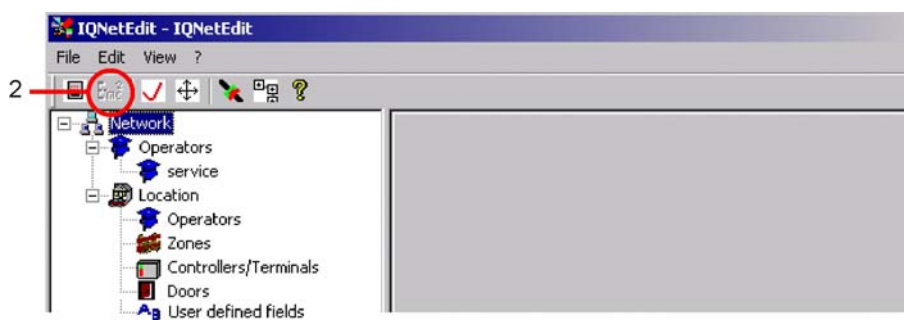 IQNetEdit - IQNetEdit
File Edit View ?
2
Network
Operators
service
Location
Operators
Zones
Controllers/Terminals
Doors
User defined fields